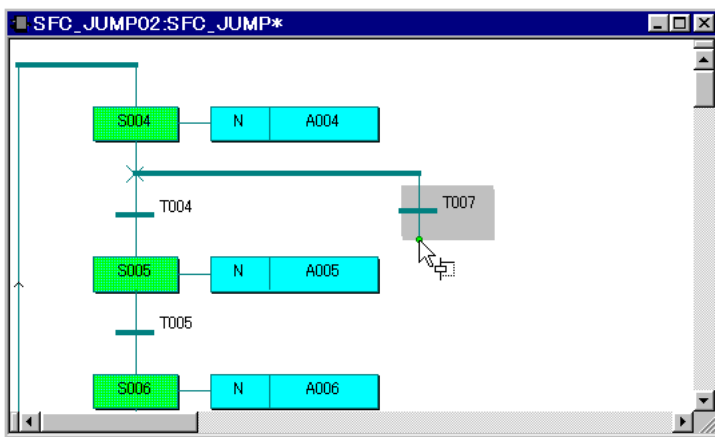 SFC_JUMP02:SFC_JUMP*
S004 N A004
T004 T007
S005 N A005
T005
S006 N A006